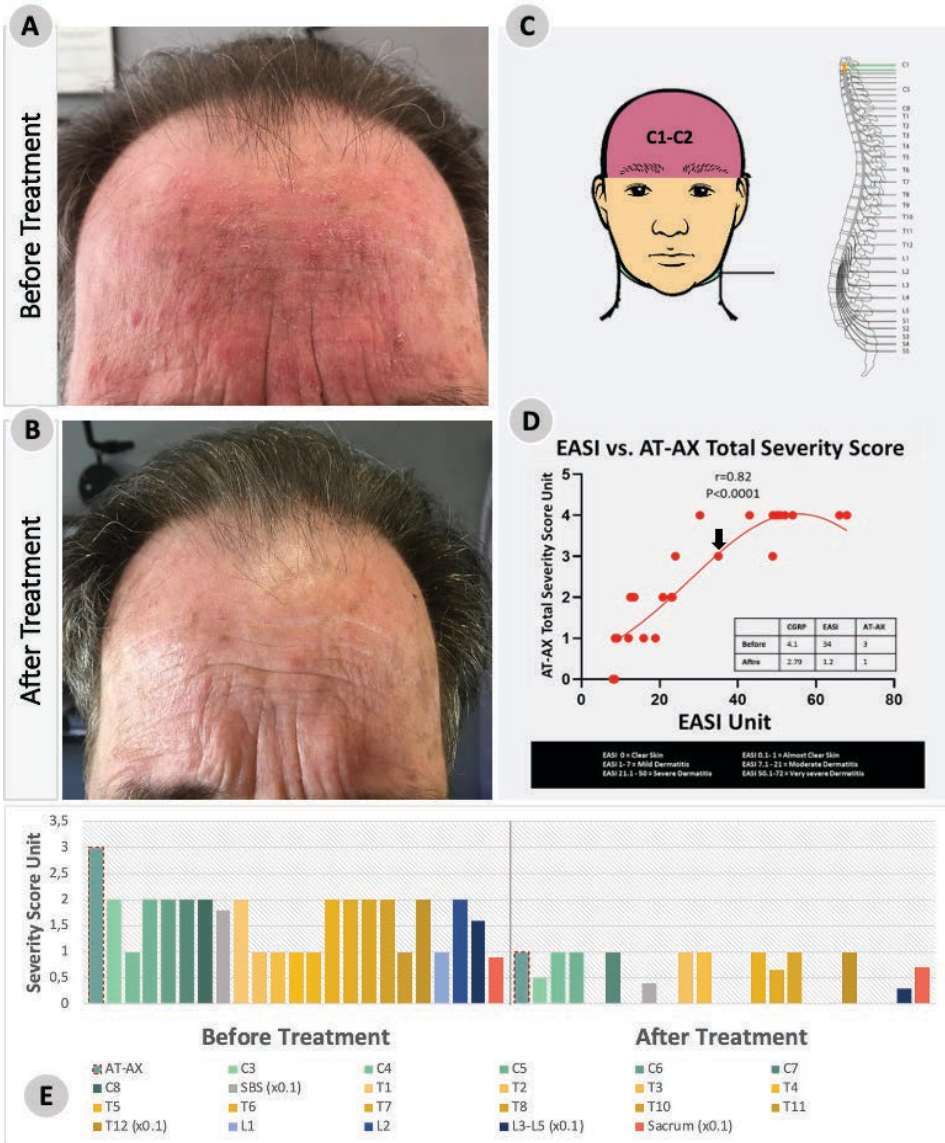 A
Before Treatment
B
After Treatment
C
C1-C2
C1
C5
C8
T1
T2
T3
T4
T5
T6
T7
T8
T9
T10
T11
T12
L1
L2
L3
L4
L5
S1
S2
S3
S4
S5
D
EASI vs. AT-AX Total Severity Score
r=0.82
P<0.0001
AT-AX Total Severity Score Unit
5
4
3
2
1
0
0 20 40 60 80
EASI Unit
CGRP EASI AT-AX
Before 4.1 34 3
Aftre 2.79 1.2 1
EASI 0 = Clear Skin EASI 0.1- 1 = Almost Clear Skin
EASI 1- 7 = Mild Dermatitis EASI 7.1 - 21 = Moderate Dermatitis
EASI 21.1 - 50 = Severe Dermatitis EASI 50.1-72 = Very severe Dermatitis
Severity Score Unit
3,5
3
2,5
2
1,5
1
0,5
0
Before Treatment After Treatment
AT-AX C3 C4 C5 C6 C7
C8 SBS (x0.1) T1 T2 T3 T4
T5 T6 T7 T8 T10 T11
T12 (x0.1) L1 L2 L3-L5 (x0.1) Sacrum (x0.1)
E